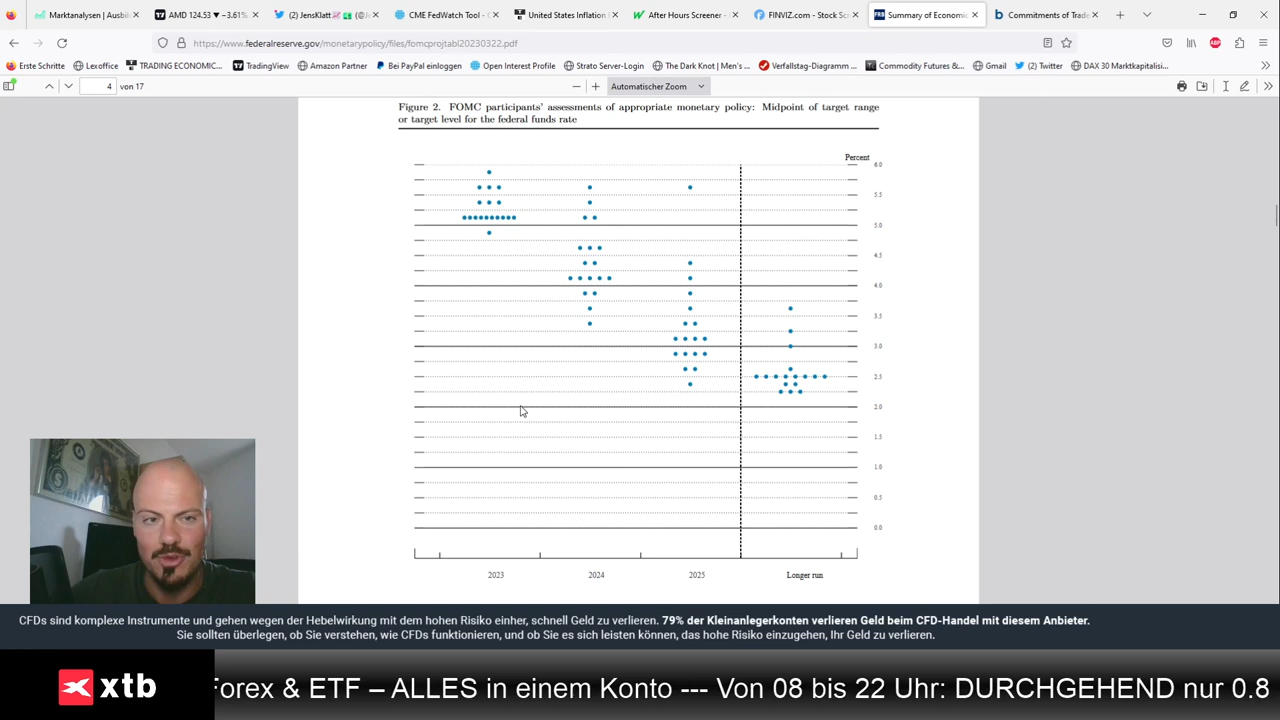 Marktanalysen | Ausbil
AMD 124.53 ▼ −3.61%
(2) JensKlatt
CME FedWatch Tool -
United States Inflation
After Hours Screener -
FINVIZ.com - Stock Scr
Summary of Economic
Commitments of Trade
https://www.federalreserve.gov/monetarypolicy/files/fomcprojtabl20230322.pdf
Erste Schritte
Lexoffice
TRADING ECONOMIC...
TradingView
Amazon Partner
Bei PayPal einloggen
Open Interest Profile
Strato Server-Login
The Dark Knot | Men's ...
Verfallstag-Diagramm ...
Commodity Futures &...
(2) Twitter
DAX 30 Marktkapitalisi...
Gmail
4 von 17
Automatischer Zoom
Figure 2. FOMC participants' assessments of appropriate monetary policy: Midpoint of target range
or target level for the federal funds rate
Percent
6.0
5.5
5.0
4.5
4.0
3.5
3.0
2.5
2.0
1.5
1.0
0.5
0.0
2023 2024 2025 Longer run
CFDs sind komplexe Instrumente und gehen wegen der Hebelwirkung mit dem hohen Risiko einher, schnell Geld zu verlieren. 79% der Kleinanlegerkonten verlieren Geld beim CFD-Handel mit diesem Anbieter.
Sie sollten überlegen, ob Sie verstehen, wie CFDs funktionieren, und ob Sie es sich leisten können, das hohe Risiko einzugehen, Ihr Geld zu verlieren.
xtb
Forex & ETF – ALLES in einem Konto --- Von 08 bis 22 Uhr: DURCHGEHEND nur 0.8